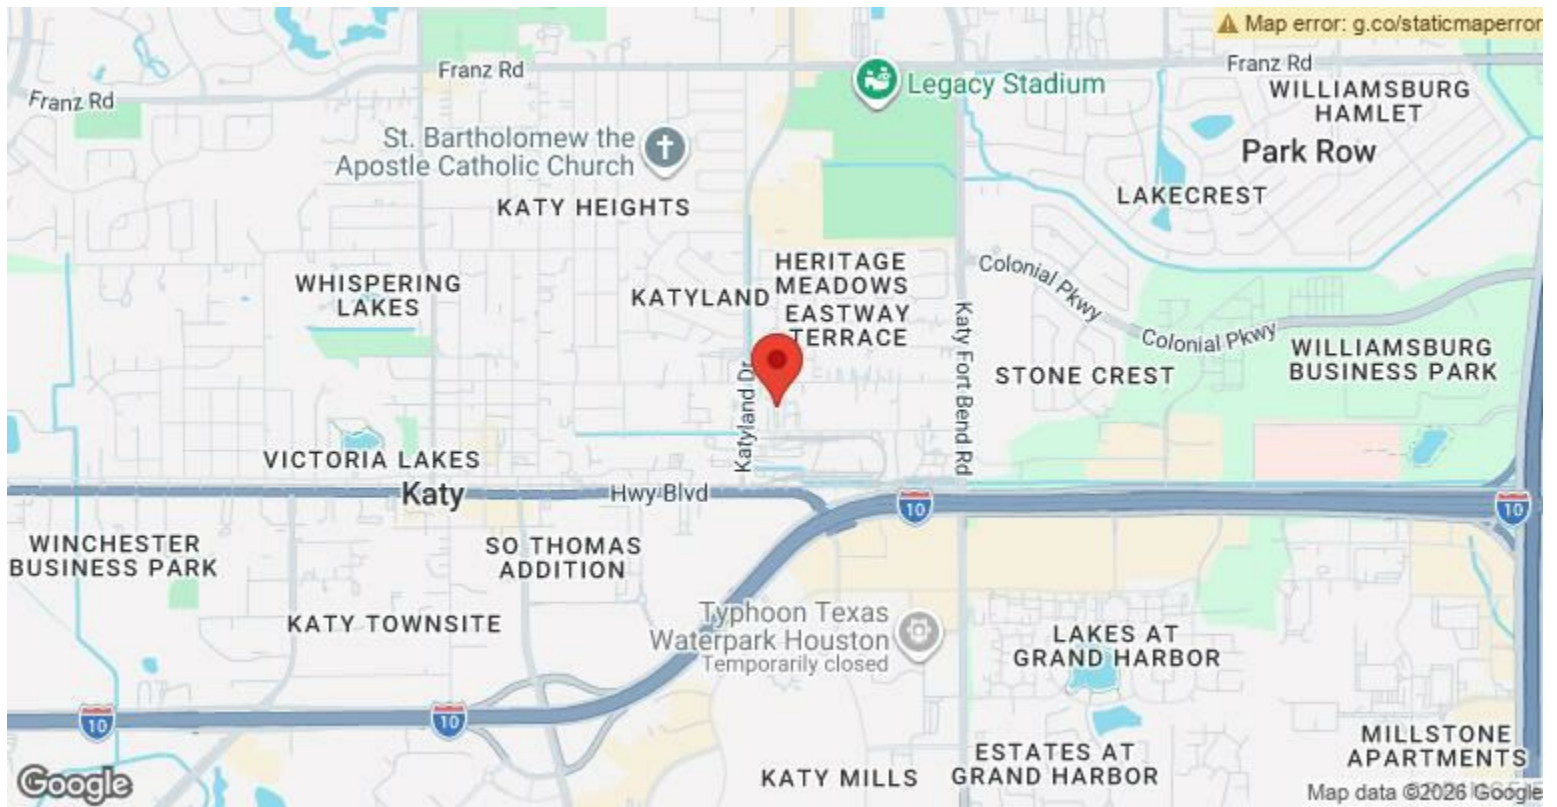 Map error: g.co/staticmaperror
Franz Rd
Franz Rd
Franz Rd
Legacy Stadium
WILLIAMSBURG
HAMLET
St. Bartholomew the
Apostle Catholic Church
Park Row
KATY HEIGHTS
LAKECREST
HERITAGE
MEADOWS
Colonial Pkwy
WHISPERING
LAKES
KATYLAND
EASTWAY
TERRACE
Katy Fort Bend Rd
Colonial Pkwy
WILLIAMSBURG
BUSINESS PARK
STONE CREST
Katyland Dr
VICTORIA LAKES
Katy
Hwy Blvd
10
10
WINCHESTER
BUSINESS PARK
SO THOMAS
ADDITION
KATY TOWNSITE
Typhoon Texas
Waterpark Houston
Temporarily closed
LAKES AT
GRAND HARBOR
10
10
MILLSTONE
APARTMENTS
ESTATES AT
GRAND HARBOR
KATY MILLS
Google
Map data ©2026 Google